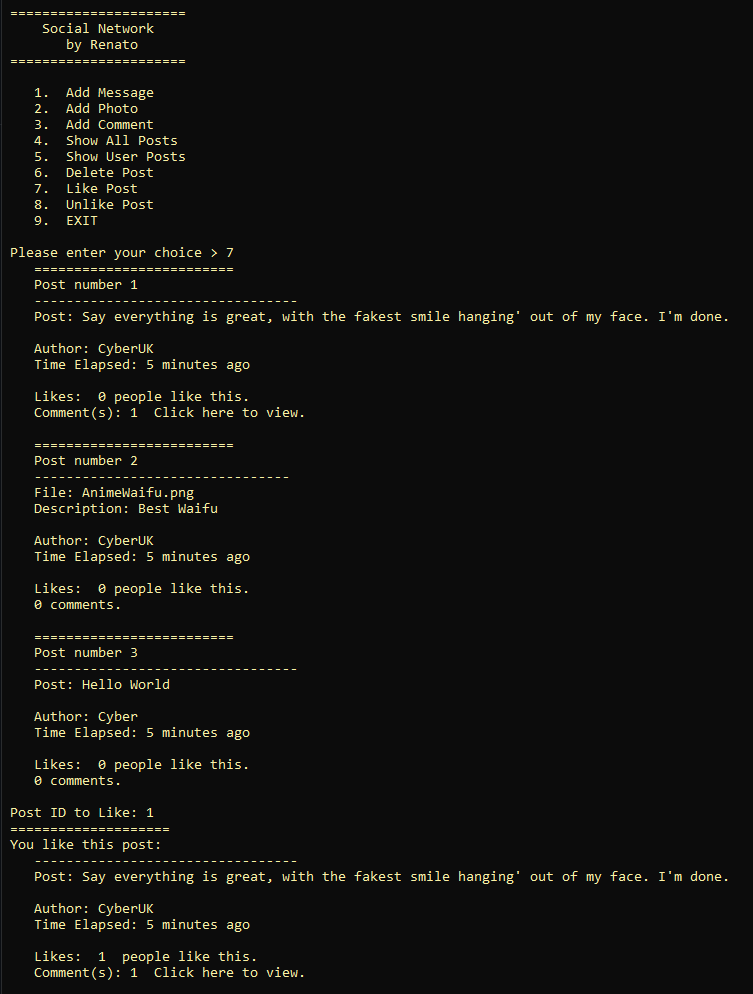 ======================
Social Network
by Renato
======================
1.  Add Message
2.  Add Photo
3.  Add Comment
4.  Show All Posts
5.  Show User Posts
6.  Delete Post
7.  Like Post
8.  Unlike Post
9.  EXIT
Please enter your choice > 7
=========================
Post number 1
---------------------------------
Post: Say everything is great, with the fakest smile hanging' out of my face. I'm done.
Author: CyberUK
Time Elapsed: 5 minutes ago
Likes:  0 people like this.
Comment(s): 1  Click here to view.
=========================
Post number 2
--------------------------------
File: AnimeWaifu.png
Description: Best Waifu
Author: CyberUK
Time Elapsed: 5 minutes ago
Likes:  0 people like this.
0 comments.
=========================
Post number 3
---------------------------------
Post: Hello World
Author: Cyber
Time Elapsed: 5 minutes ago
Likes:  0 people like this.
0 comments.
Post ID to Like: 1
====================
You like this post:
---------------------------------
Post: Say everything is great, with the fakest smile hanging' out of my face. I'm done.
Author: CyberUK
Time Elapsed: 5 minutes ago
Likes:  1  people like this.
Comment(s): 1  Click here to view.